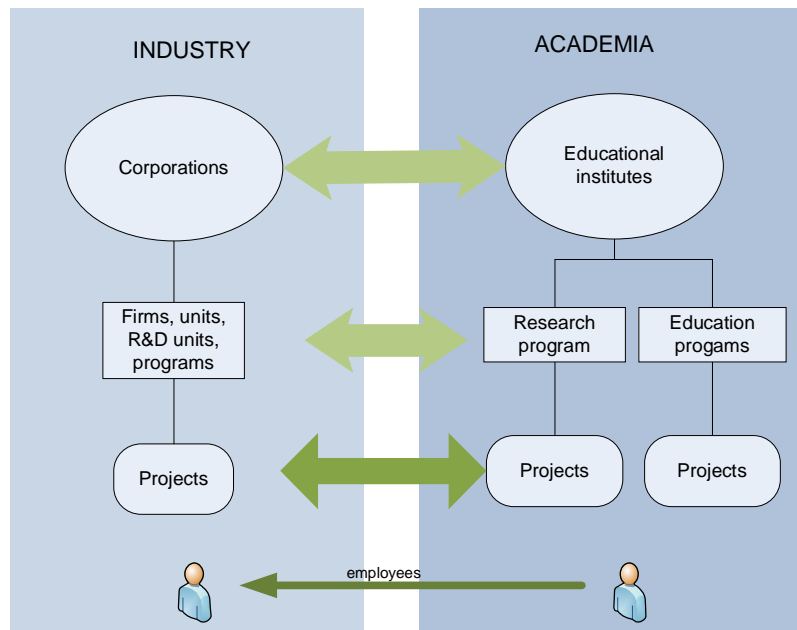 INDUSTRY
ACADEMIA
Corporations
Educational
institutes
Firms, units,
R&D units,
programs
Research
program
Education
progams
Projects
Projects
Projects
employees